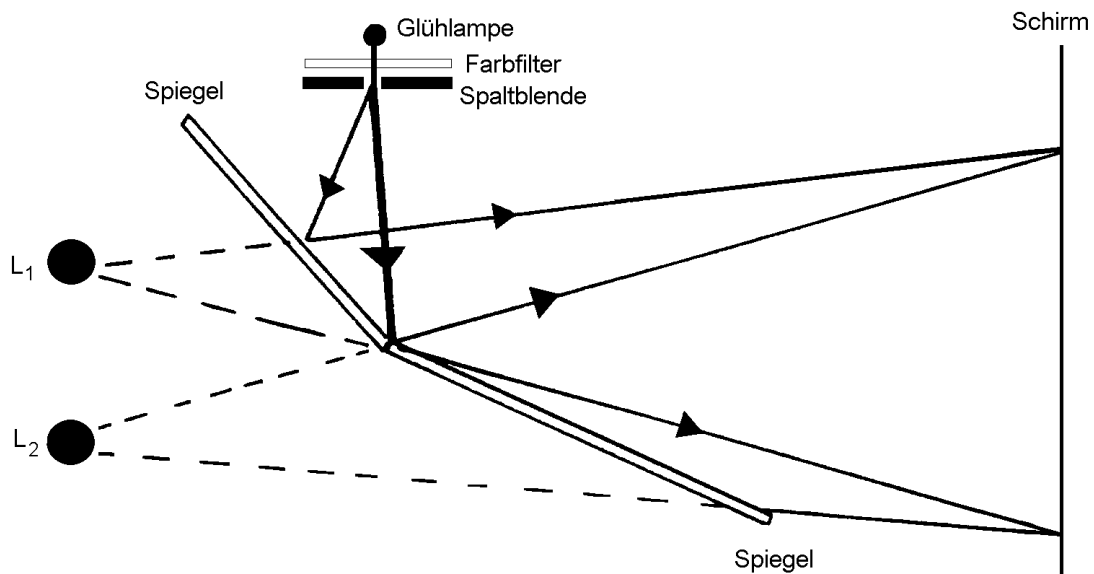 Glühlampe
Schirm
Farbfilter
Spiegel
Spaltblende
L1
L2
Spiegel